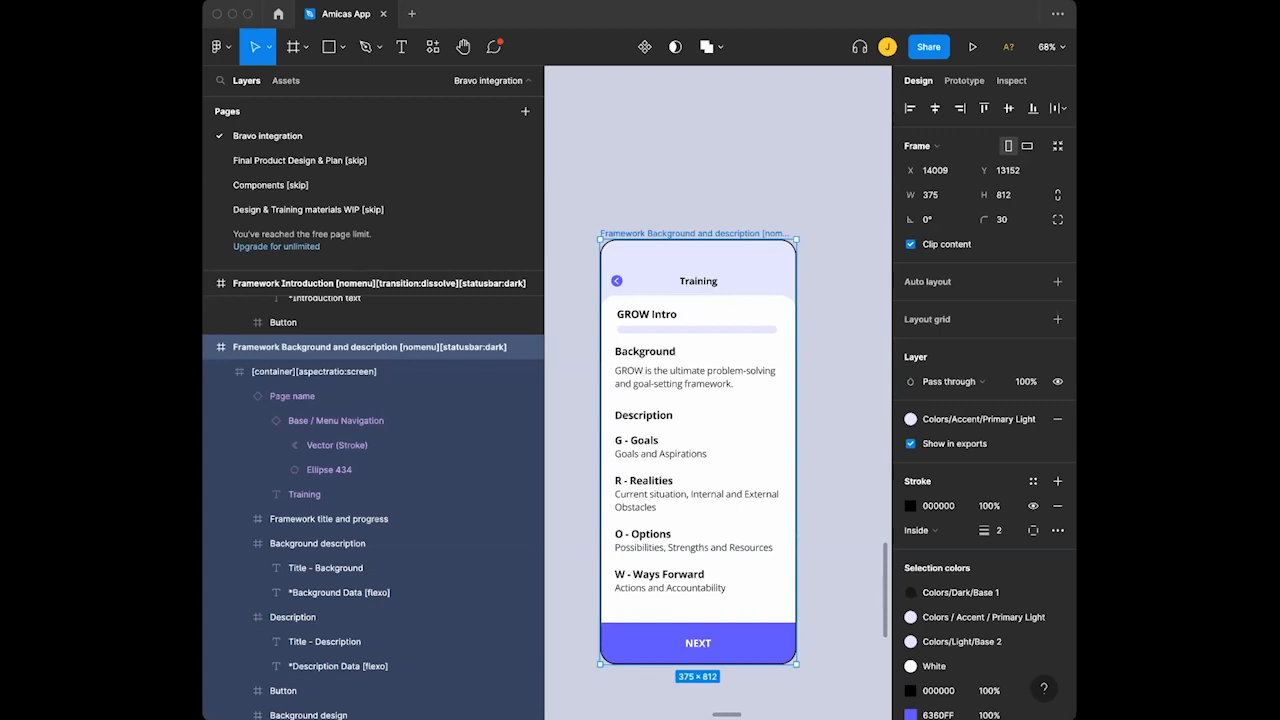 Amicas App
J
Share
A?
68%
Layers
Assets
Bravo integration
Pages
Bravo integration
Final Product Design & Plan [skip]
Components [skip]
Design & Training materials WIP [skip]
You've reached the free page limit.
Upgrade for unlimited
Framework Introduction [nomenu][transition:dissolve][statusbar:dark]
*Introduction text
Button
Framework Background and description [nomenu][statusbar:dark]
[container][aspectratio:screen]
Page name
Base / Menu Navigation
Vector (Stroke)
Ellipse 434
Training
Framework title and progress
Background description
Title - Background
*Background Data [flexo]
Description
Title - Description
*Description Data [flexo]
Button
Background design
Framework Background and description [nom...
Training
GROW Intro
Background
GROW is the ultimate problem-solving
and goal-setting framework.
Description
G - Goals
Goals and Aspirations
R - Realities
Current situation, Internal and External
Obstacles
O - Options
Possibilities, Strengths and Resources
W - Ways Forward
Actions and Accountability
NEXT
375 × 812
Design
Prototype
Inspect
Frame
X 14009
Y 13152
W 375
H 812
0°
30
Clip content
Auto layout
Layout grid
Layer
Pass through
100%
Colors/Accent/Primary Light
Show in exports
Stroke
000000
100%
Inside
2
Selection colors
Colors/Dark/Base 1
Colors / Accent / Primary Light
Colors/Light/Base 2
White
000000
100%
6360FF
100%
?